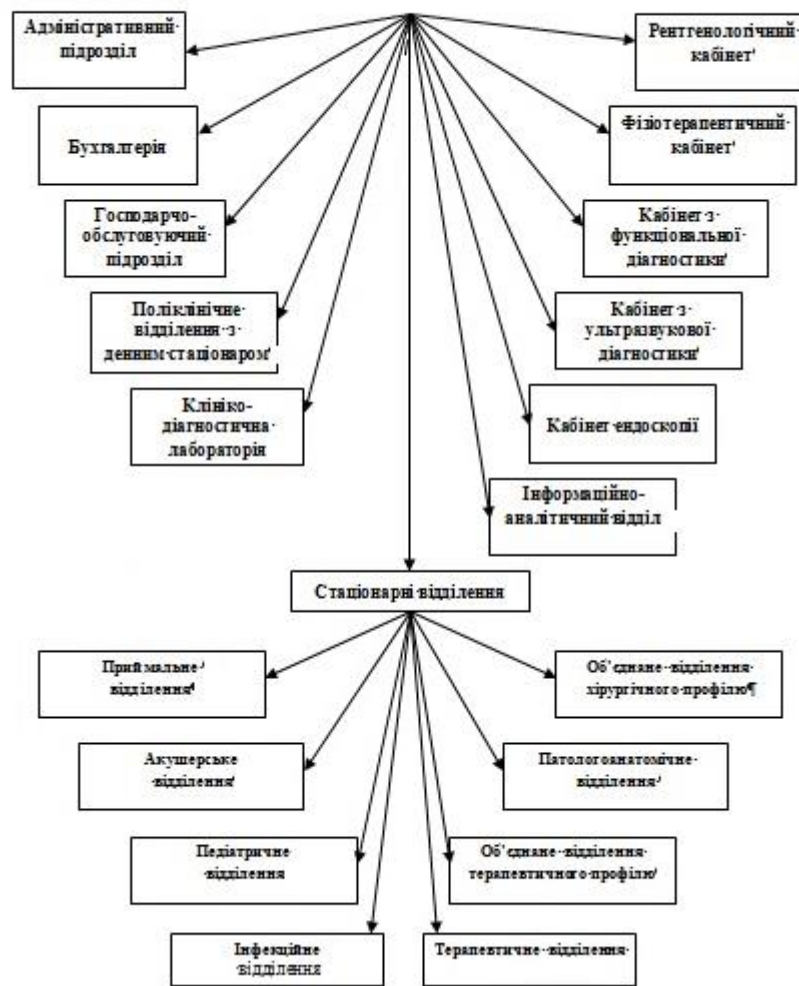 Адміністративний
підрозділ
Рентгенологічний
кабінет
Бухгалтерія
Фізіотерапевтичний
кабінет
Господарчо-
обслуговуючий
підрозділ
Кабінет з
функціональної
діагностики
Поліклінічне
відділення з
денним стаціонаром
Кабінет з
ультразвукової
діагностики
Клініко-
діагностична
лабораторія
Кабінет ендоскопії
Інформаційно-
аналітичний відділ
Стаціонарні відділення
Приймальне
відділення
Об'єднане відділення
хірургічного профілю
Акушерське
відділення
Патологоанатомічне
відділення
Педіатричне
відділення
Об'єднане відділення
терапевтичного профілю
Інфекційне
відділення
Терапевтичне відділення